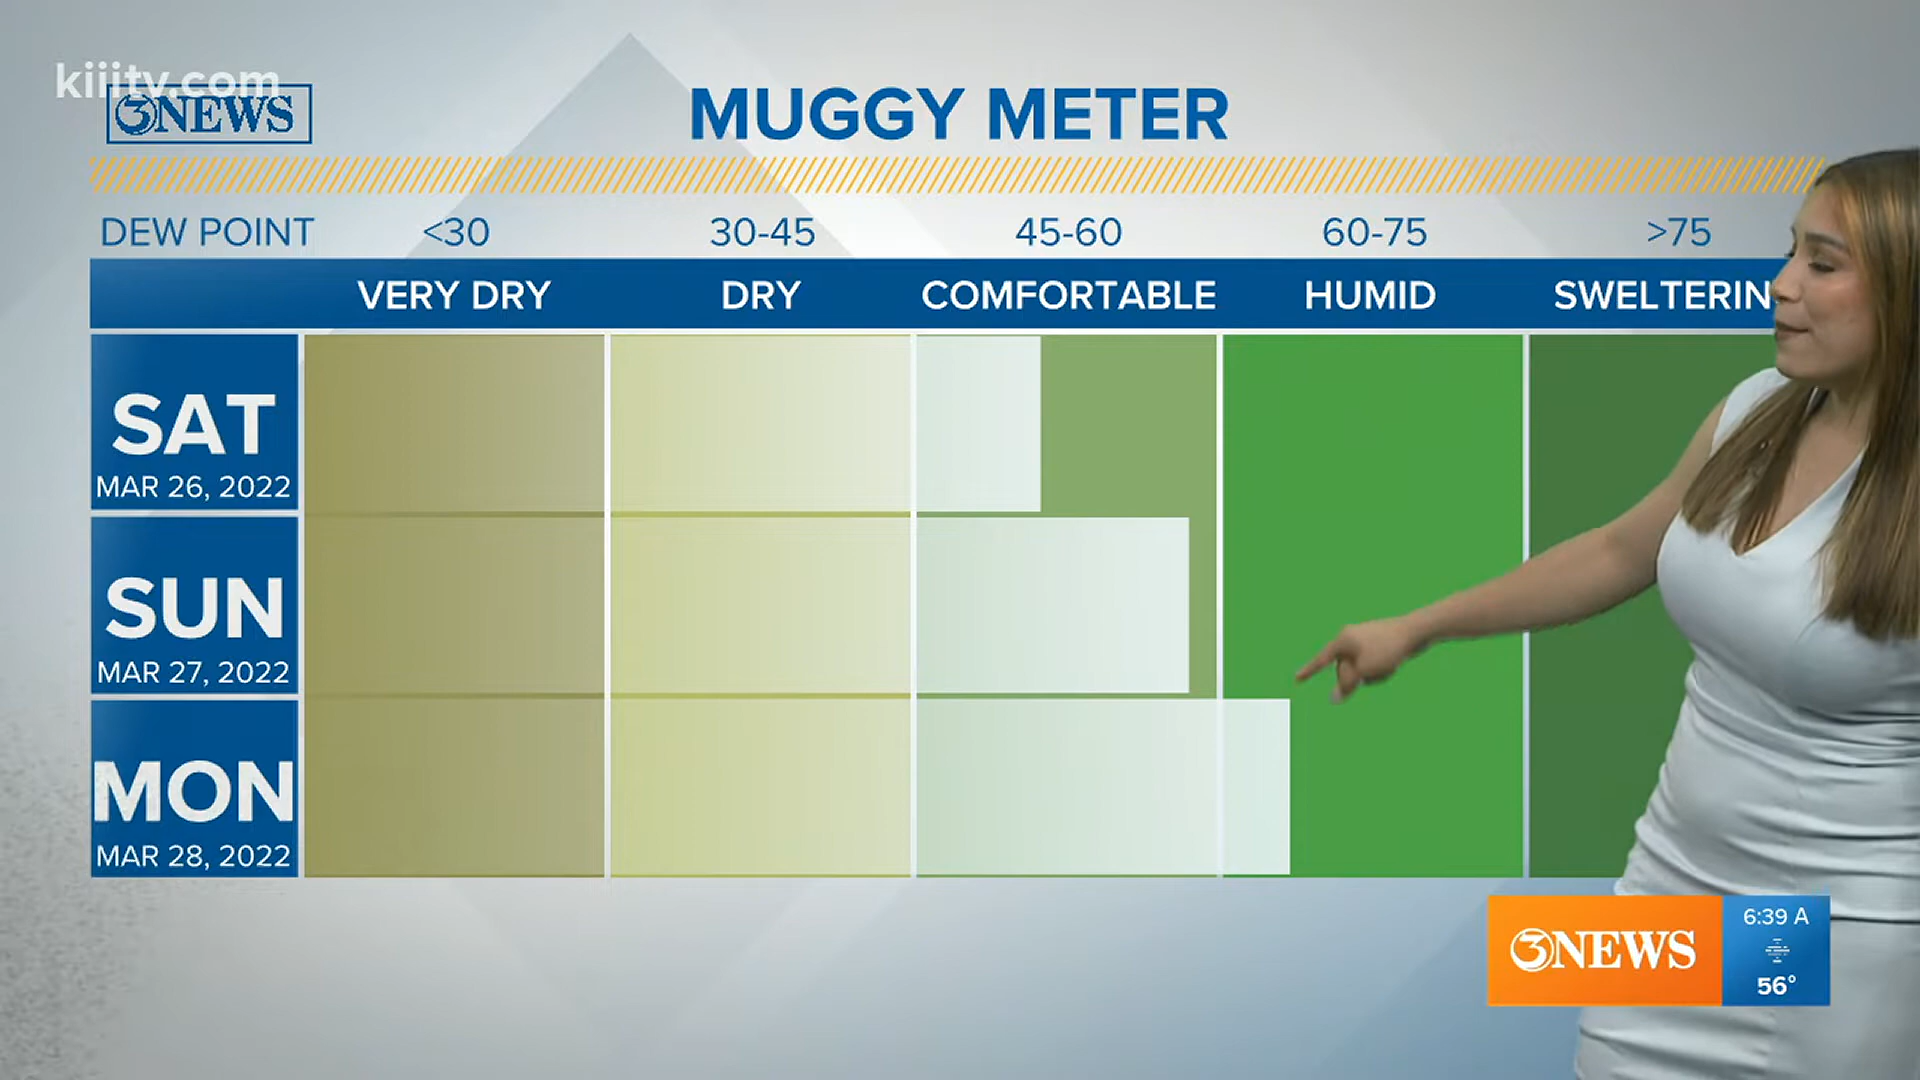 kiiitv.com
3NEWS
MUGGY METER
DEW POINT <30 30-45 45-60 60-75 >75
VERY DRY DRY COMFORTABLE HUMID SWELTERIN
SAT
MAR 26, 2022
SUN
MAR 27, 2022
MON
MAR 28, 2022
3NEWS
6:39 A
56°